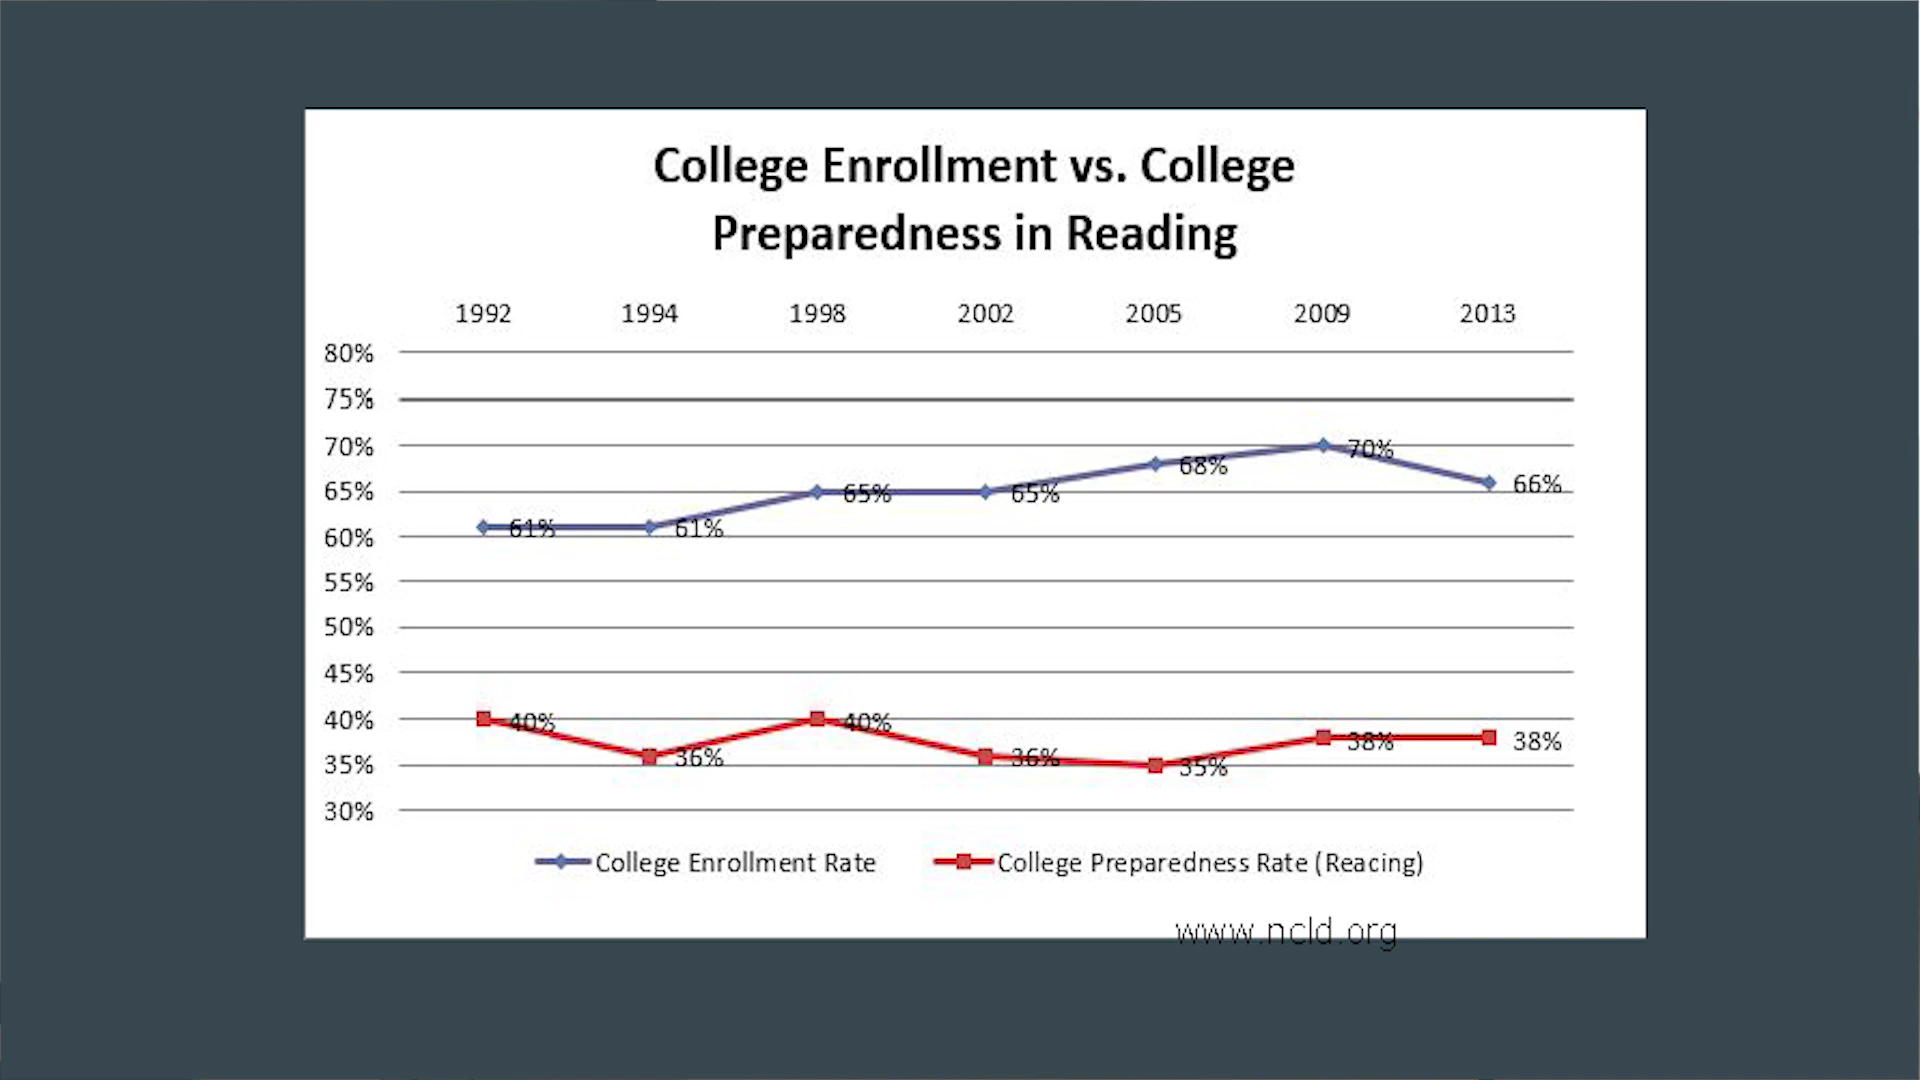 College Enrollment vs. College
Preparedness in Reading
1992 1994 1998 2002 2005 2009 2013
80%
75%
70%
65%
60%
55%
50%
45%
40%
35%
30%
61% 61% 65% 65% 68% 70% 66%
40% 36% 40% 36% 35% 38% 38%
College Enrollment Rate College Preparedness Rate (Reacing)
www.ncld.org